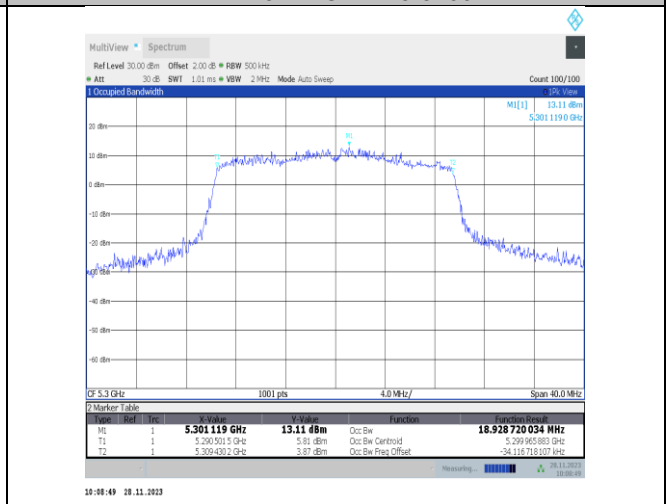 MultiView Spectrum
Ref Level 30.00 dBm Offset 2.00 dB RBW 500 kHz
Att 30 dB SWT 1.01 ms VBW 2 MHz Mode Auto Sweep Count 100/100
1 Occupied Bandwidth 1Pk View
M1[1] 13.11 dBm
5.301 119 0 GHz
20 dBm
M1
10 dBm
T2
0 dBm
-10 dBm
-20 dBm
-40 dBm
-50 dBm
-60 dBm
CF 5.3 GHz 1001 pts 4.0 MHz/ Span 40.0 MHz
2 Marker Table
Type Ref Trc X-Value Y-Value Function Function Result
M1 1 5.301 119 GHz 13.11 dBm Occ Bw 18.928 720 034 MHz
T1 1 5.290 501 5 GHz 5.81 dBm Occ Bw Centroid 5.299 965 883 GHz
T2 1 5.309 430 2 GHz 3.87 dBm Occ Bw Freq Offset -34.116 718 107 kHz
Measuring... 28.11.2023
10:08:49
10:08:49 28.11.2023